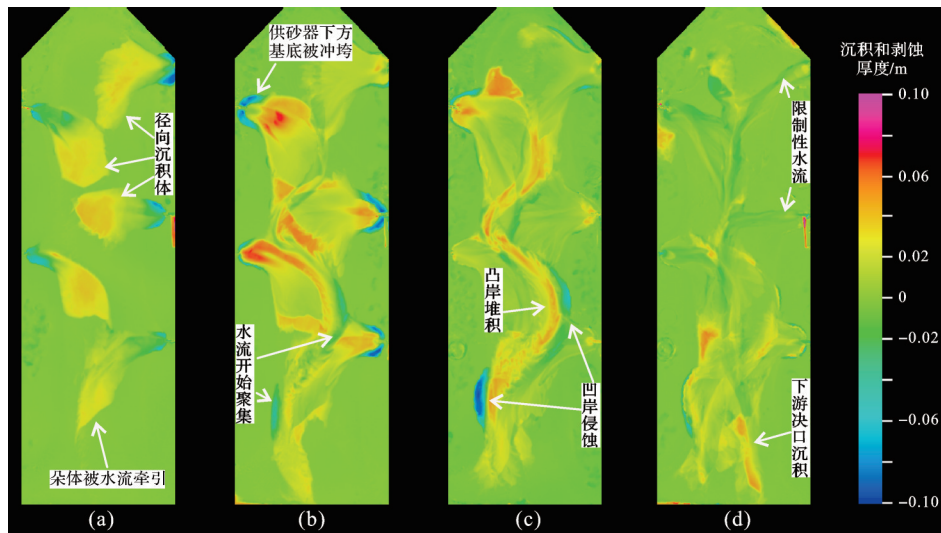 供砂器下方
基底被冲垮
径向沉积体
朵体被水流牵引
水流开始聚集
凸岸堆积
凹岸侵蚀
限制性水流
下游决口沉积
沉积和剥蚀
厚度/m
0.10
0.06
0.02
0
−0.02
−0.06
−0.10
(a)
(b)
(c)
(d)